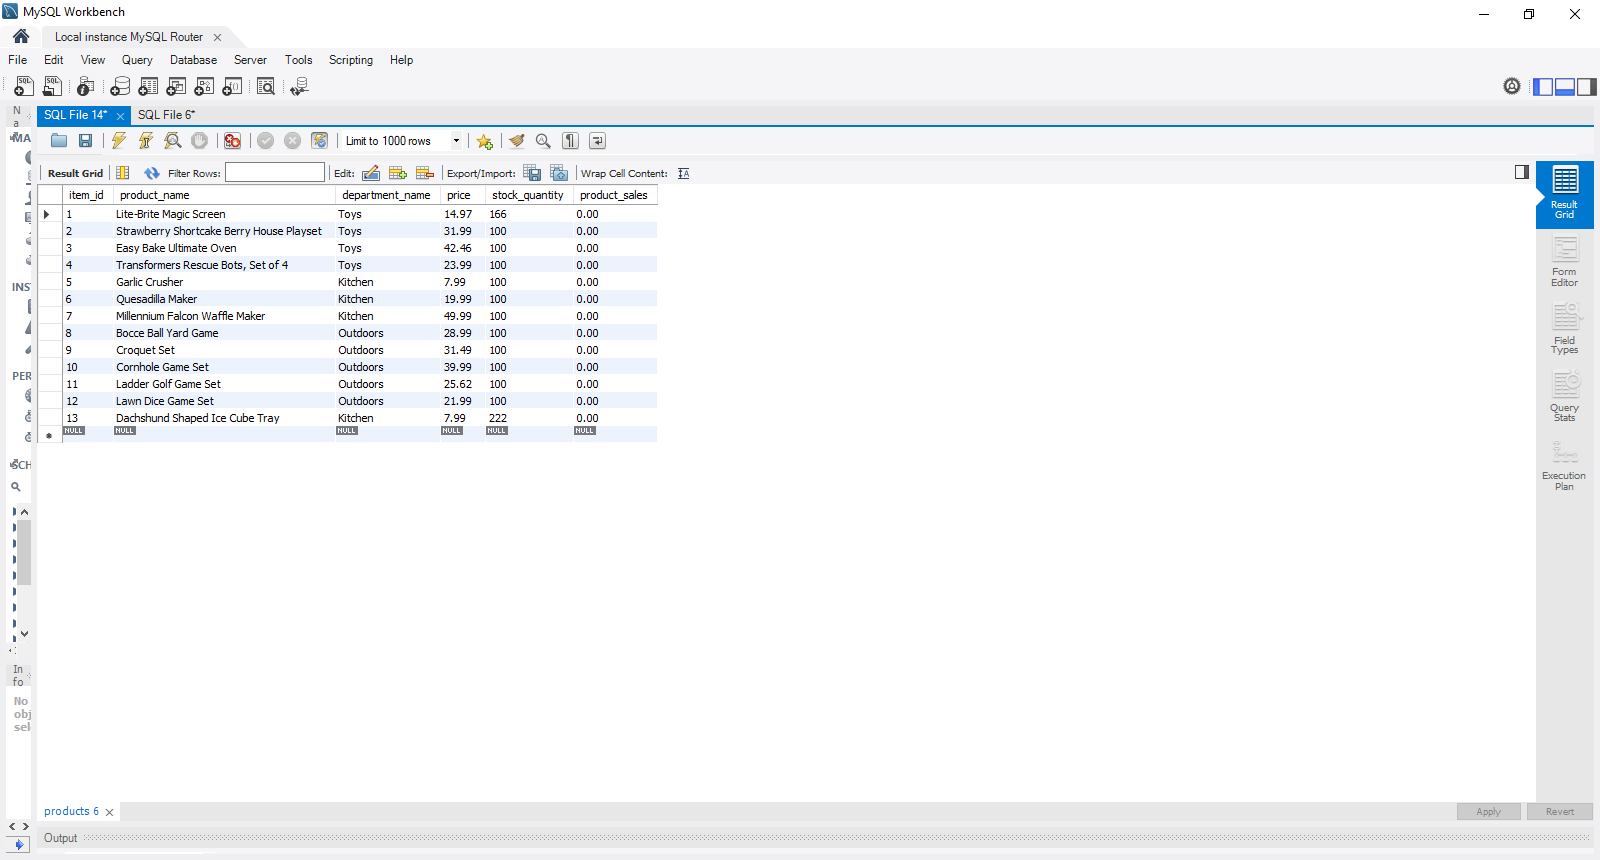 MySQL Workbench
Local instance MySQL Router
File Edit View Query Database Server Tools Scripting Help
SQL File 14* SQL File 6*
Limit to 1000 rows
Result Grid Filter Rows: Edit: Export/Import: Wrap Cell Content:
item_id product_name department_name price stock_quantity product_sales
1 Lite-Brite Magic Screen Toys 14.97 166 0.00
2 Strawberry Shortcake Berry House Playset Toys 31.99 100 0.00
3 Easy Bake Ultimate Oven Toys 42.46 100 0.00
4 Transformers Rescue Bots, Set of 4 Toys 23.99 100 0.00
5 Garlic Crusher Kitchen 7.99 100 0.00
6 Quesadilla Maker Kitchen 19.99 100 0.00
7 Millennium Falcon Waffle Maker Kitchen 49.99 100 0.00
8 Bocce Ball Yard Game Outdoors 28.99 100 0.00
9 Croquet Set Outdoors 31.49 100 0.00
10 Cornhole Game Set Outdoors 39.99 100 0.00
11 Ladder Golf Game Set Outdoors 25.62 100 0.00
12 Lawn Dice Game Set Outdoors 21.99 100 0.00
13 Dachshund Shaped Ice Cube Tray Kitchen 7.99 222 0.00
NULL NULL NULL NULL NULL NULL
Na
MA
INS
PER
SCH
In
fo
No
obj
sel
Result
Grid
Form
Editor
Field
Types
Query
Stats
Execution
Plan
products 6
Apply Revert
Output